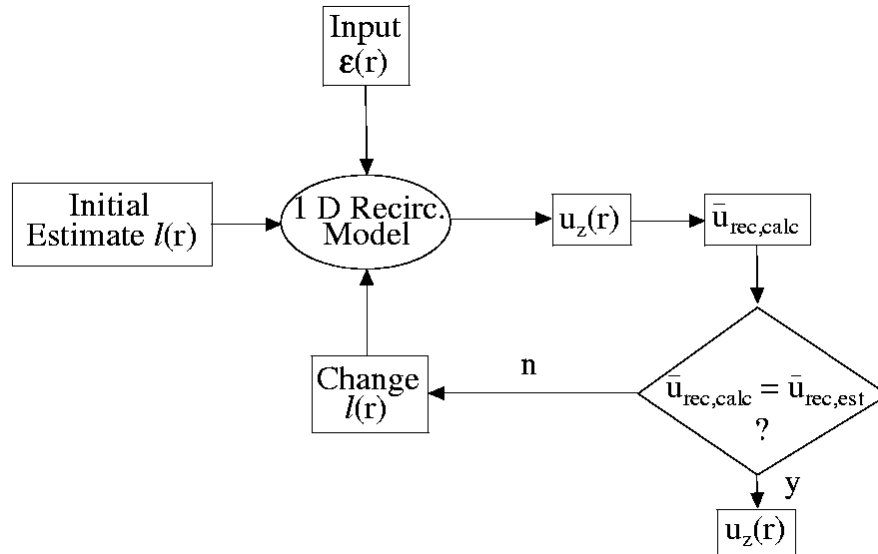 Input
ε(r)
Initial
Estimate l(r)
1 D Recirc.
Model
u_z(r)
ū_rec,calc
n
Change
l(r)
ū_rec,calc = ū_rec,est
?
y
u_z(r)